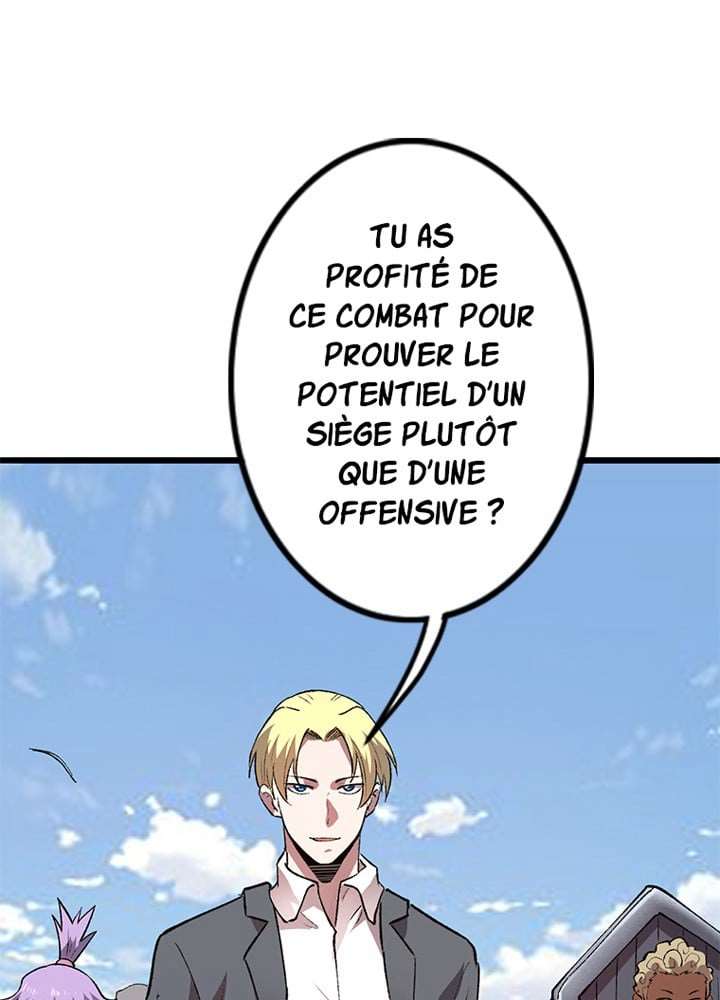 TU AS
PROFITÉ DE
CE COMBAT POUR
PROUVER LE
POTENTIEL D'UN
SIÈGE PLUTÔT
QUE D'UNE
OFFENSIVE ?